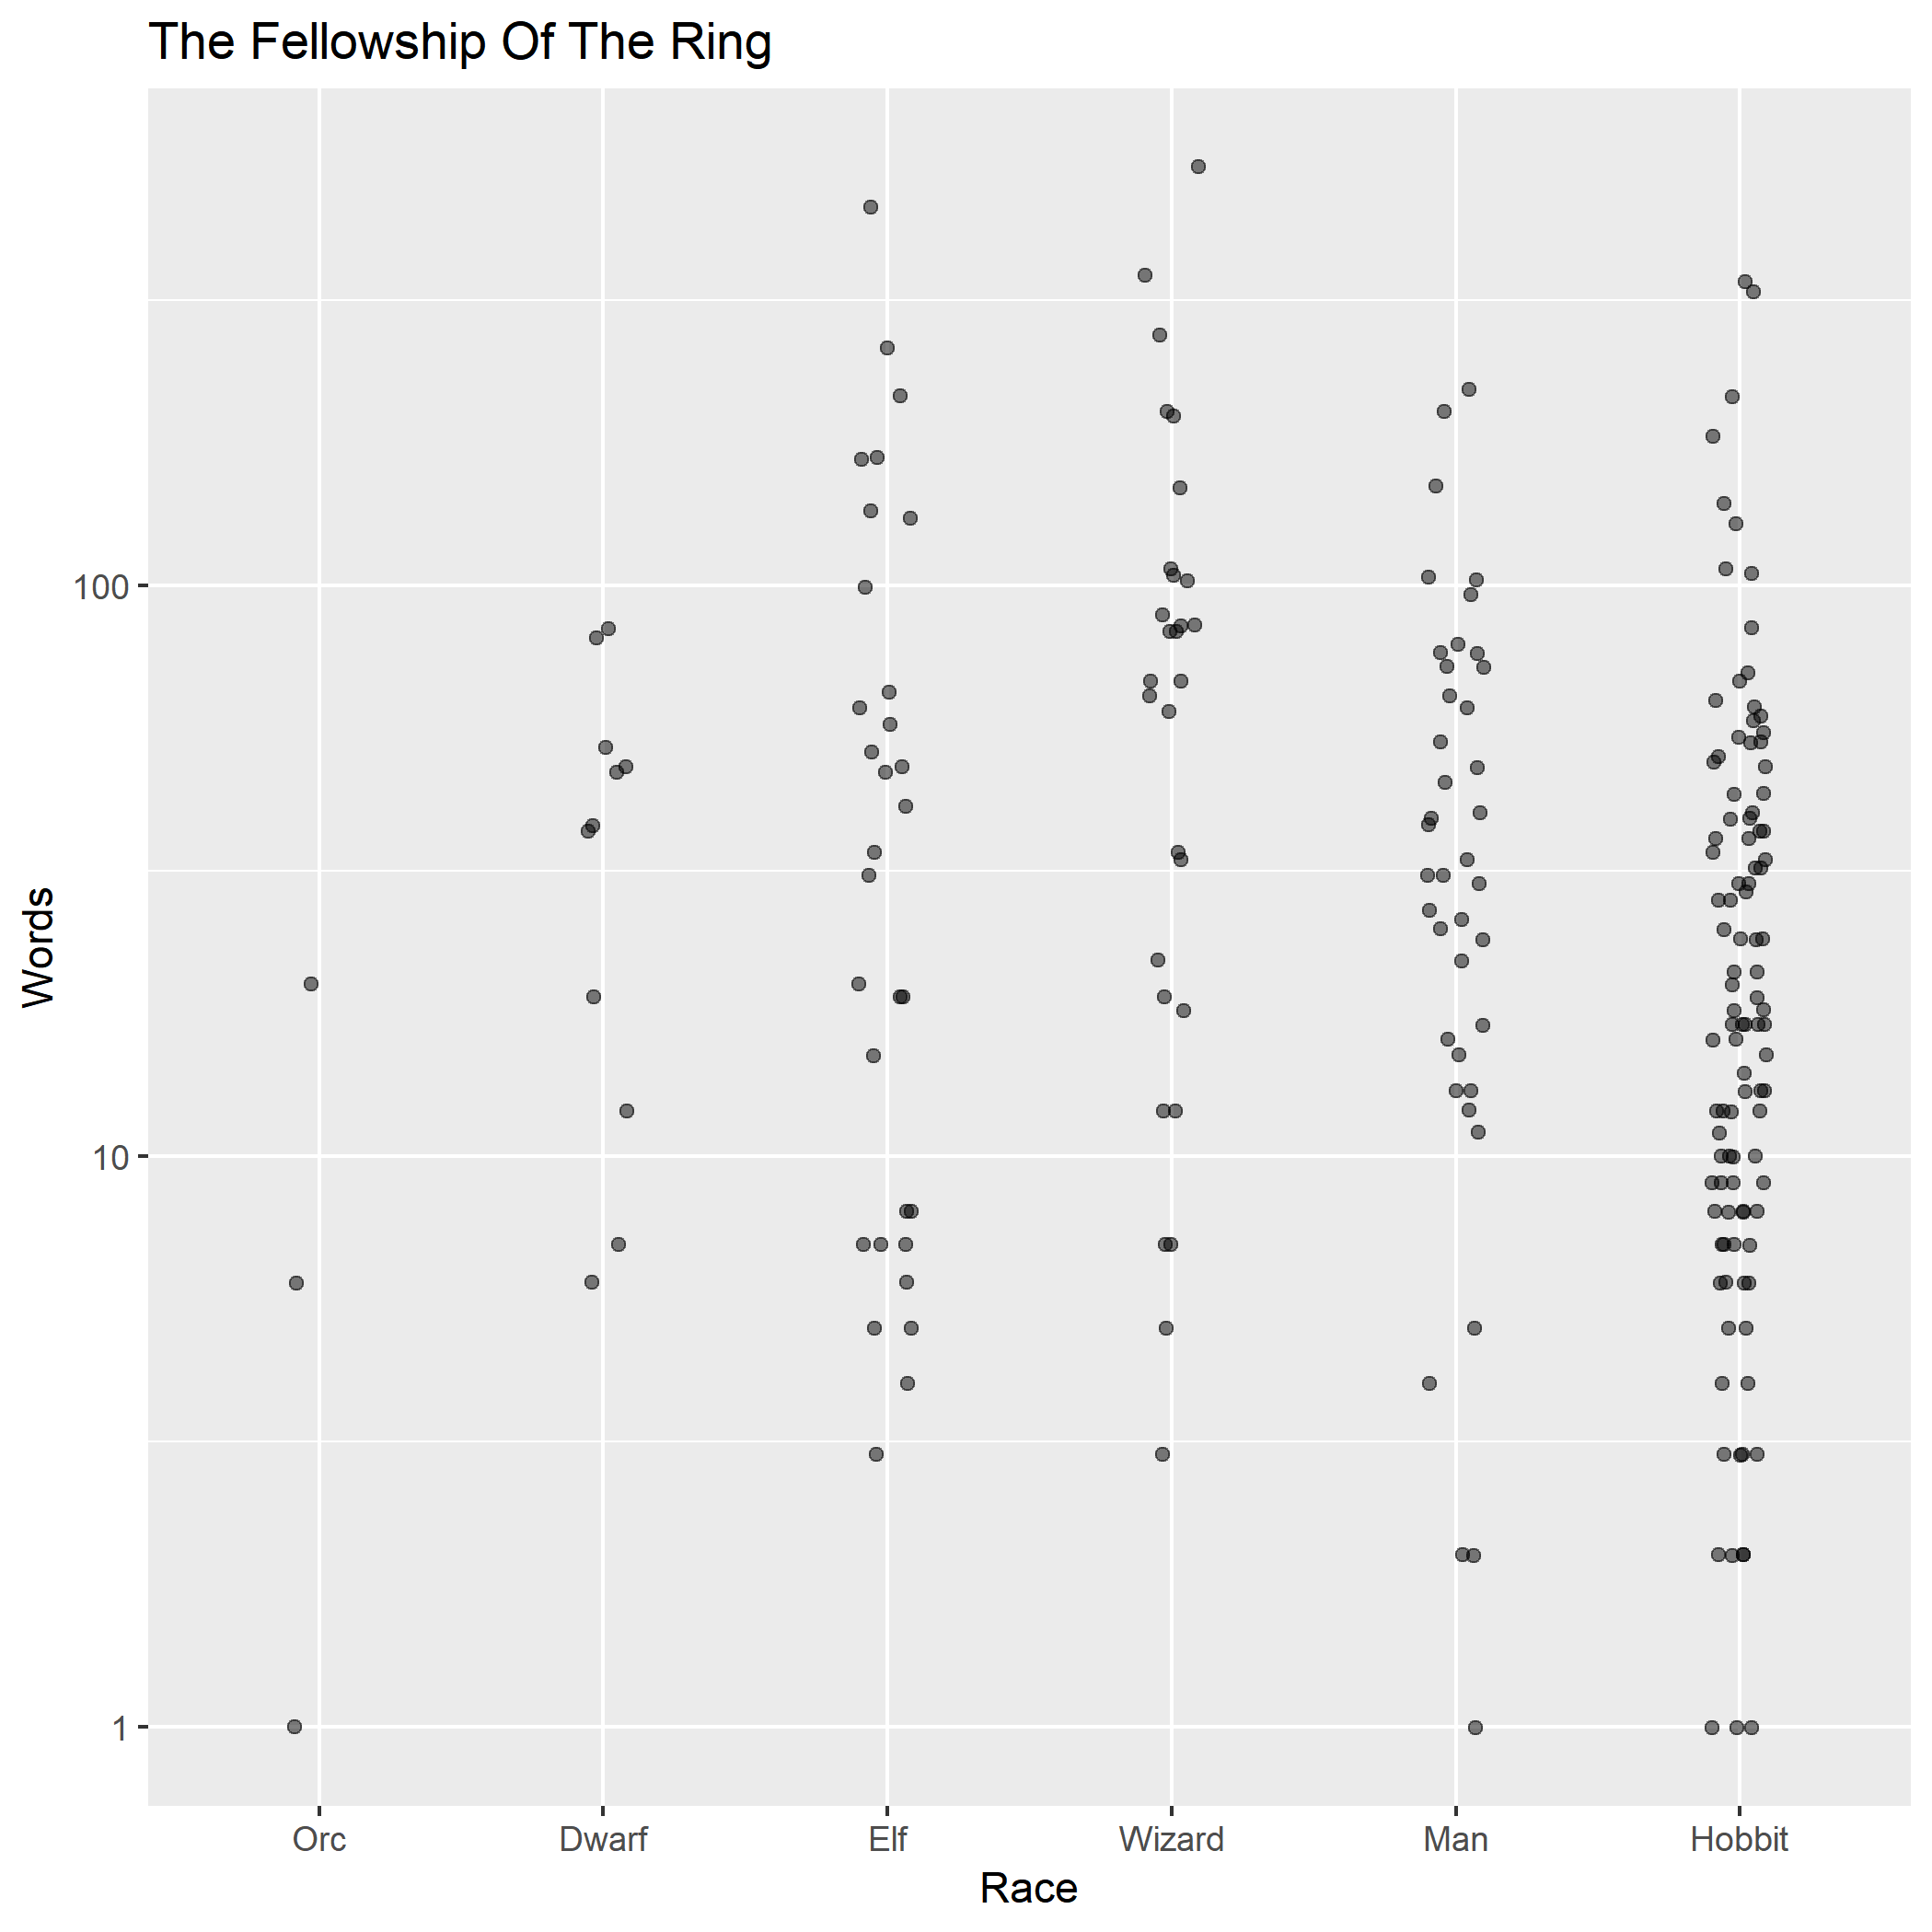 The Fellowship Of The Ring
Words
100
10
1
Orc Dwarf Elf Wizard Man Hobbit
Race